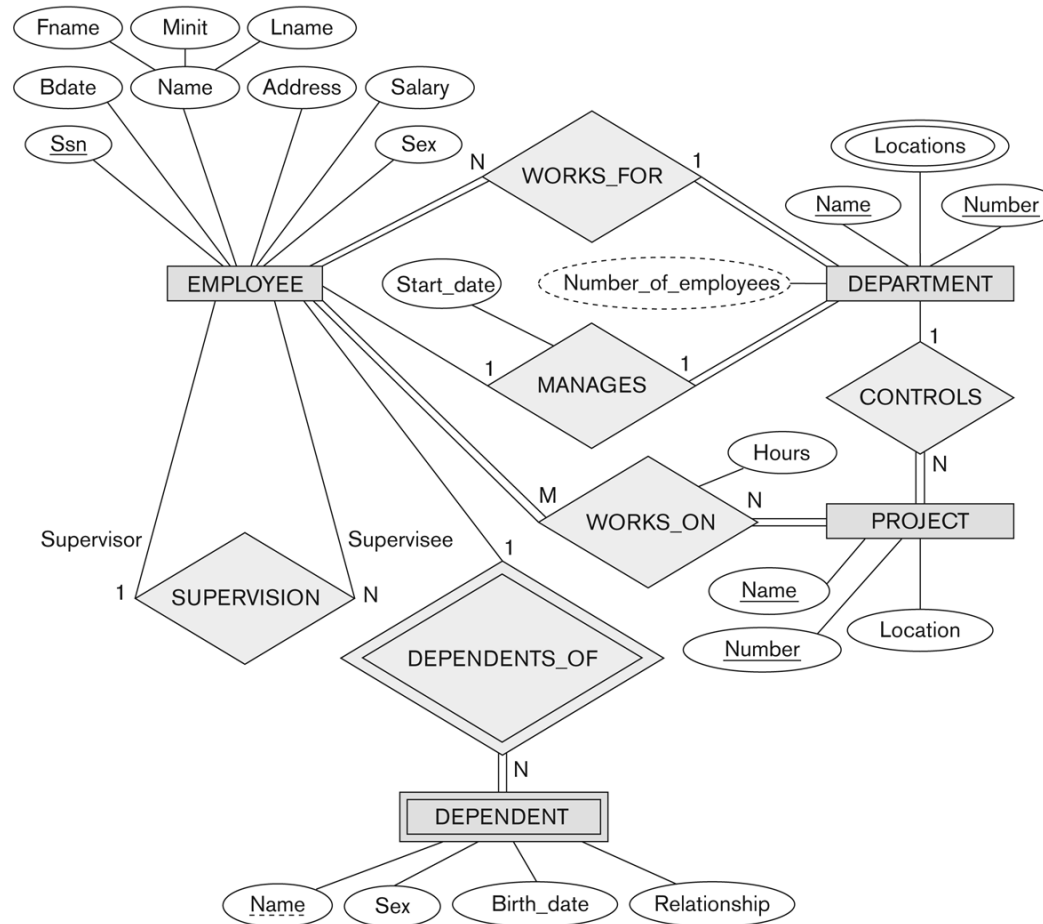 Fname
Minit
Lname
Bdate
Name
Address
Salary
Ssn
Sex
N
WORKS_FOR
1
Locations
Name
Number
EMPLOYEE
Start_date
Number_of_employees
DEPARTMENT
1
MANAGES
1
1
CONTROLS
N
Hours
M
WORKS_ON
N
PROJECT
Supervisor
Supervisee
1
SUPERVISION
N
1
Name
Number
Location
DEPENDENTS_OF
N
DEPENDENT
Name
Sex
Birth_date
Relationship